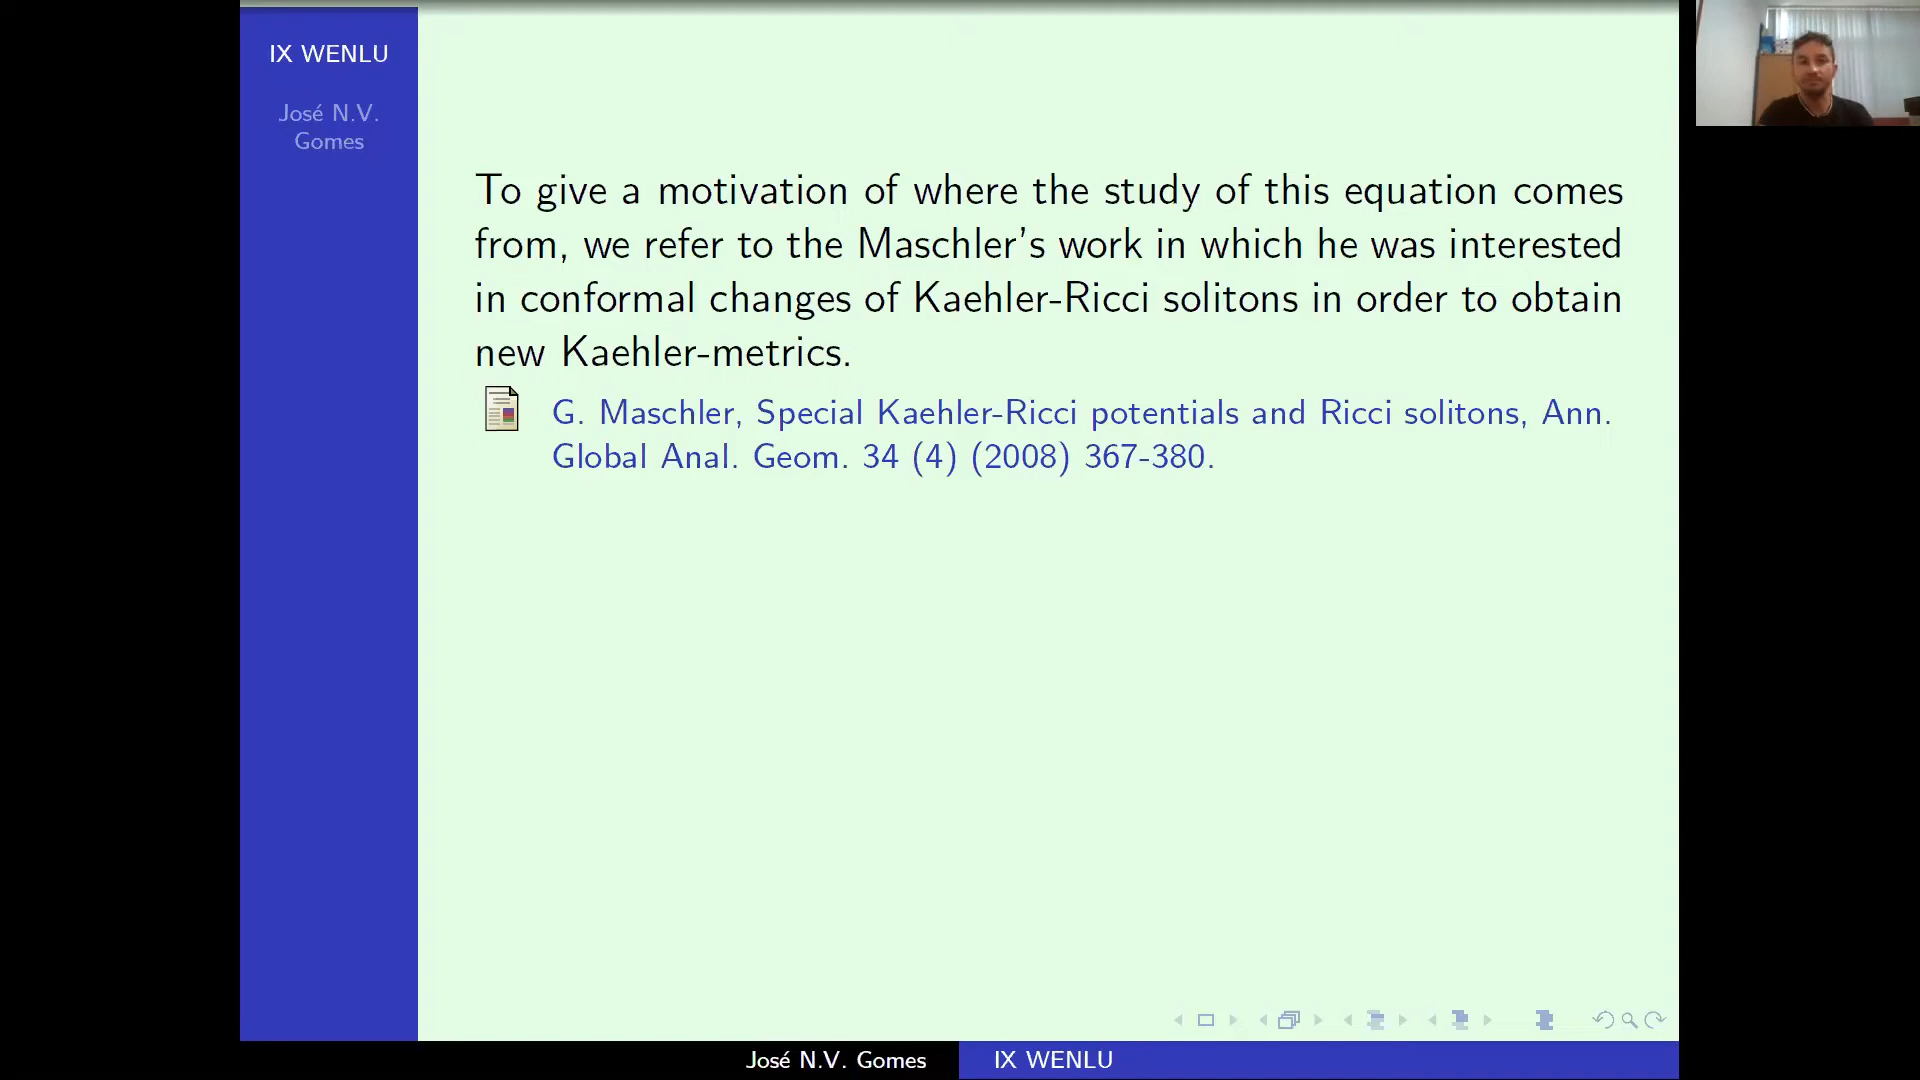 IX WENLU
José N.V.
Gomes
To give a motivation of where the study of this equation comes
from, we refer to the Maschler's work in which he was interested
in conformal changes of Kaehler-Ricci solitons in order to obtain
new Kaehler-metrics.
G. Maschler, Special Kaehler-Ricci potentials and Ricci solitons, Ann.
Global Anal. Geom. 34 (4) (2008) 367-380.
José N.V. Gomes
IX WENLU